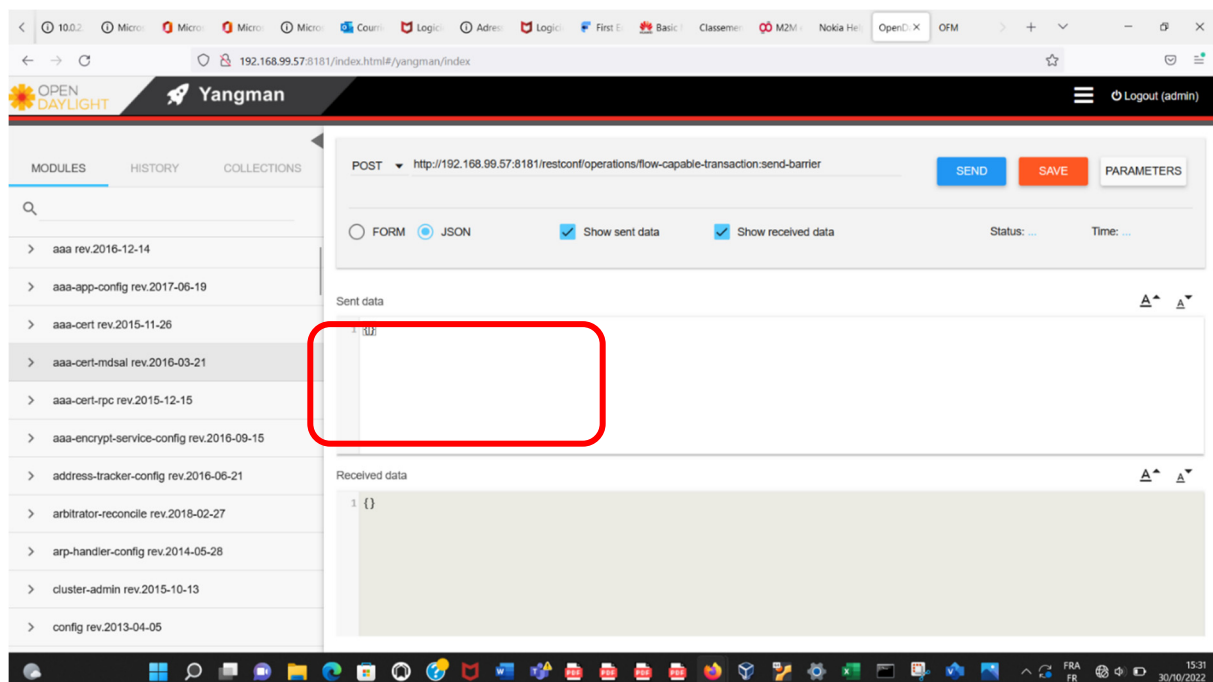 10.0.2 Micro Micro Micro Micro Courri Logici Adres Logici First E Basic Classemen M2M Nokia Hel OpenD OFM
192.168.99.57:8181/index.html#/yangman/index
OPEN DAYLIGHT Yangman Logout (admin)
MODULES HISTORY COLLECTIONS
POST http://192.168.99.57:8181/restconf/operations/flow-capable-transaction:send-barrier SEND SAVE PARAMETERS
FORM JSON Show sent data Show received data Status: ... Time: ...
aaa rev.2016-12-14
aaa-app-config rev.2017-06-19
aaa-cert rev.2015-11-26
aaa-cert-mdsal rev.2016-03-21
aaa-cert-rpc rev.2015-12-15
aaa-encrypt-service-config rev.2016-09-15
address-tracker-config rev.2016-06-21
arbitrator-reconcile rev.2018-02-27
arp-handler-config rev.2014-05-28
cluster-admin rev.2015-10-13
config rev.2013-04-05
Sent data A A
1 {}
Received data A A
1 {}
FRA 15:31
FR 30/10/2022